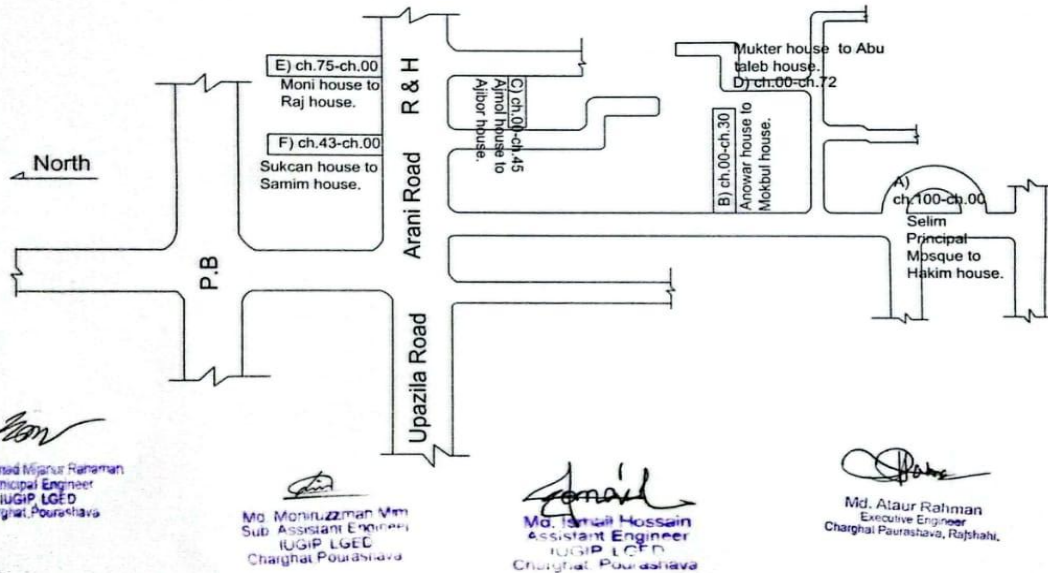 E) ch.75-ch.00
Moni house to
Raj house.
F) ch.43-ch.00
Sukcan house to
Samim house.
North
P.B
R & H
Arani Road
Upazila Road
C) ch.00-ch.45
Ajmol house to
Ajibor house.
Mukter house to Abu
taleb house.
D) ch.00-ch.72
B) ch.00-ch.30
Anowar house to
Mokbul house.
A)
ch.100-ch.00
Selim
Principal
Mosque to
Hakim house.
Mijanur Rahaman
Engineer
IUGIP, LGED
Pourashava
Md. Moniruzzman
Sub Assistant Engineer
IUGIP LGED
Charghat Pourashava
Md. Ismail Hossain
Assistant Engineer
IUGIP LGED
Charghat Pourashava
Md. Ataur Rahman
Executive Engineer
Charghat Paurashava, Rajshahi.